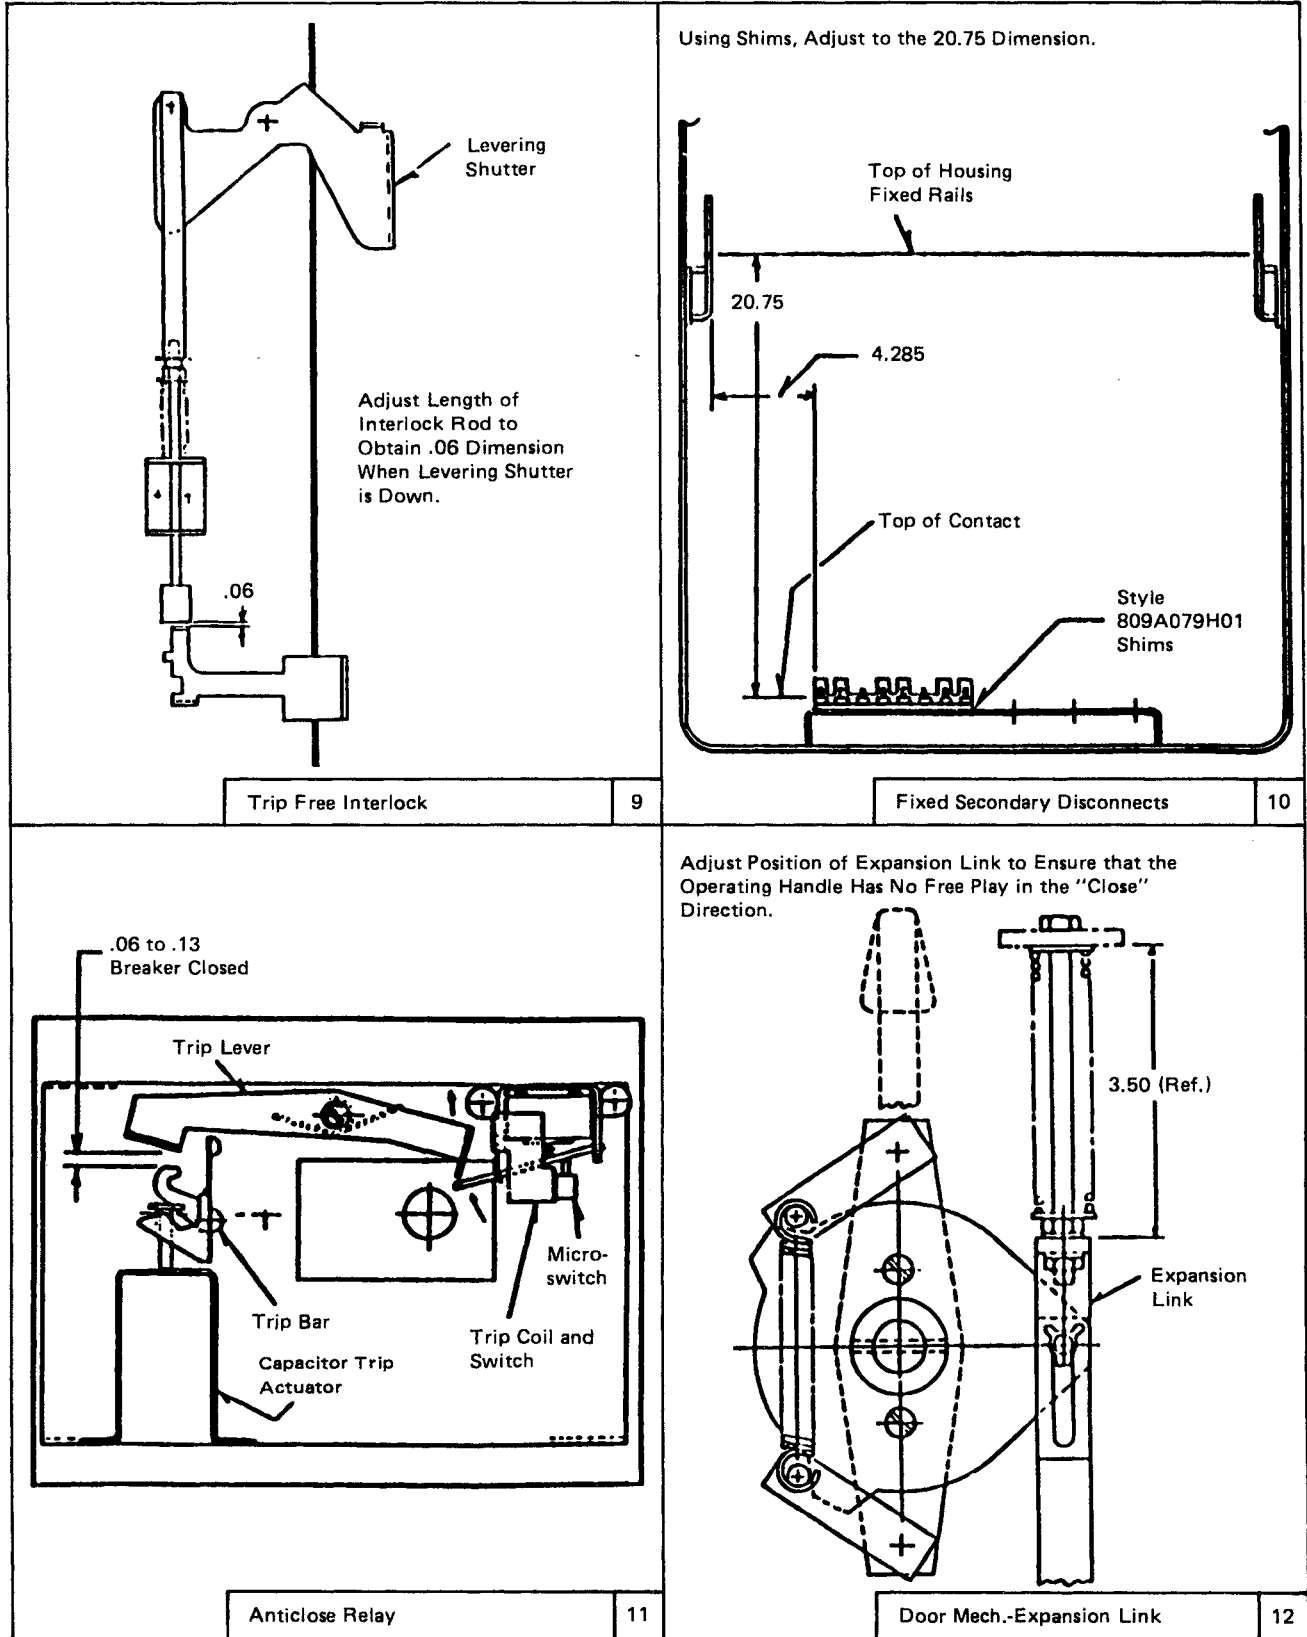 Levering
Shutter
Adjust Length of
Interlock Rod to
Obtain .06 Dimension
When Levering Shutter
is Down.
.06
Trip Free Interlock
9
Using Shims, Adjust to the 20.75 Dimension.
Top of Housing
Fixed Rails
20.75
4.285
Top of Contact
Style
809A079H01
Shims
Fixed Secondary Disconnects
10
.06 to .13
Breaker Closed
Trip Lever
Micro-
switch
Trip Bar
Trip Coil and
Switch
Capacitor Trip
Actuator
Anticlose Relay
11
Adjust Position of Expansion Link to Ensure that the
Operating Handle Has No Free Play in the "Close"
Direction.
3.50 (Ref.)
Expansion
Link
Door Mech.-Expansion Link
12